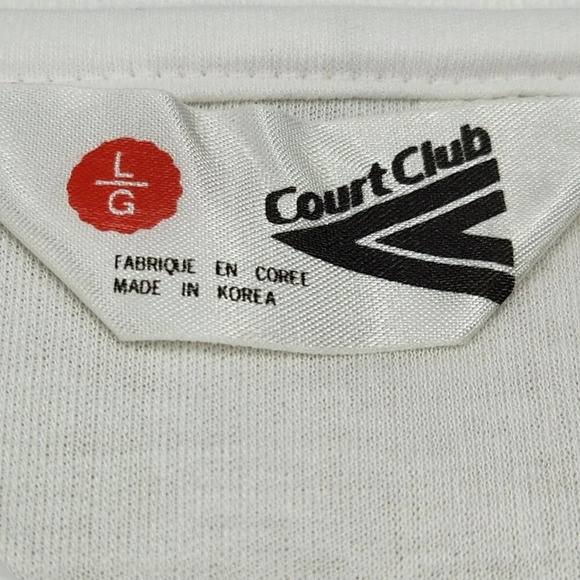 L
G
Court Club
FABRIQUE EN COREE
MADE IN KOREA